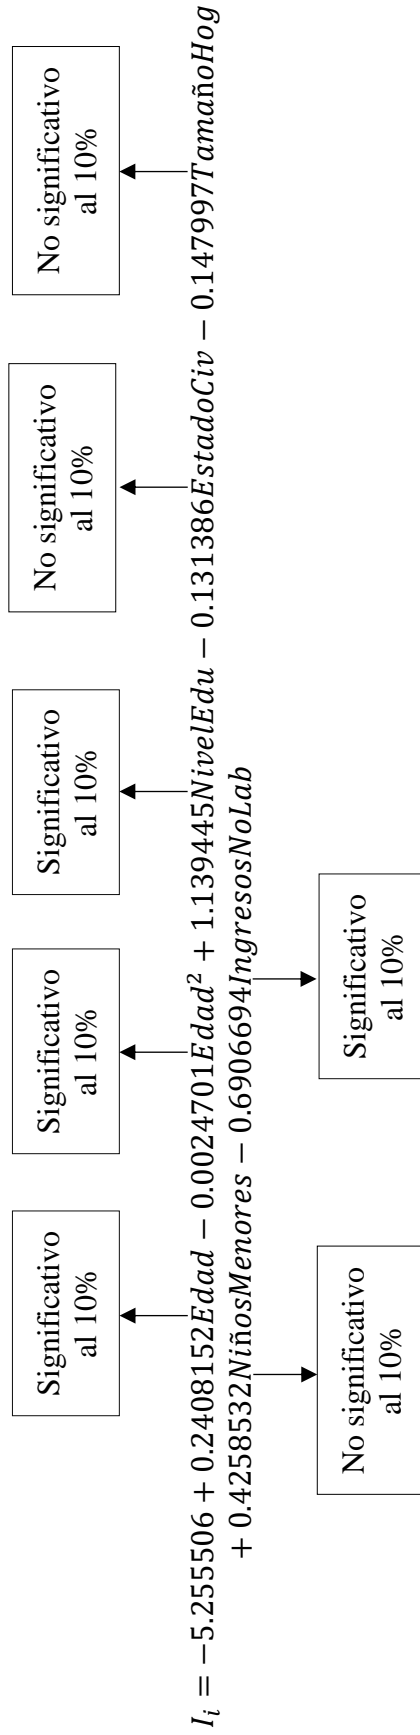 Significativo
al 10%
Significativo
al 10%
Significativo
al 10%
No significativo
al 10%
No significativo
al 10%
I_i = −5.255506 + 0.2408152Edad − 0.0024701Edad² + 1.139445NivelEdu − 0.131386EstadoCiv − 0.147997TamañoHog
+ 0.4258532NiñosMenores − 0.6906694IngresosNoLab
No significativo
al 10%
Significativo
al 10%